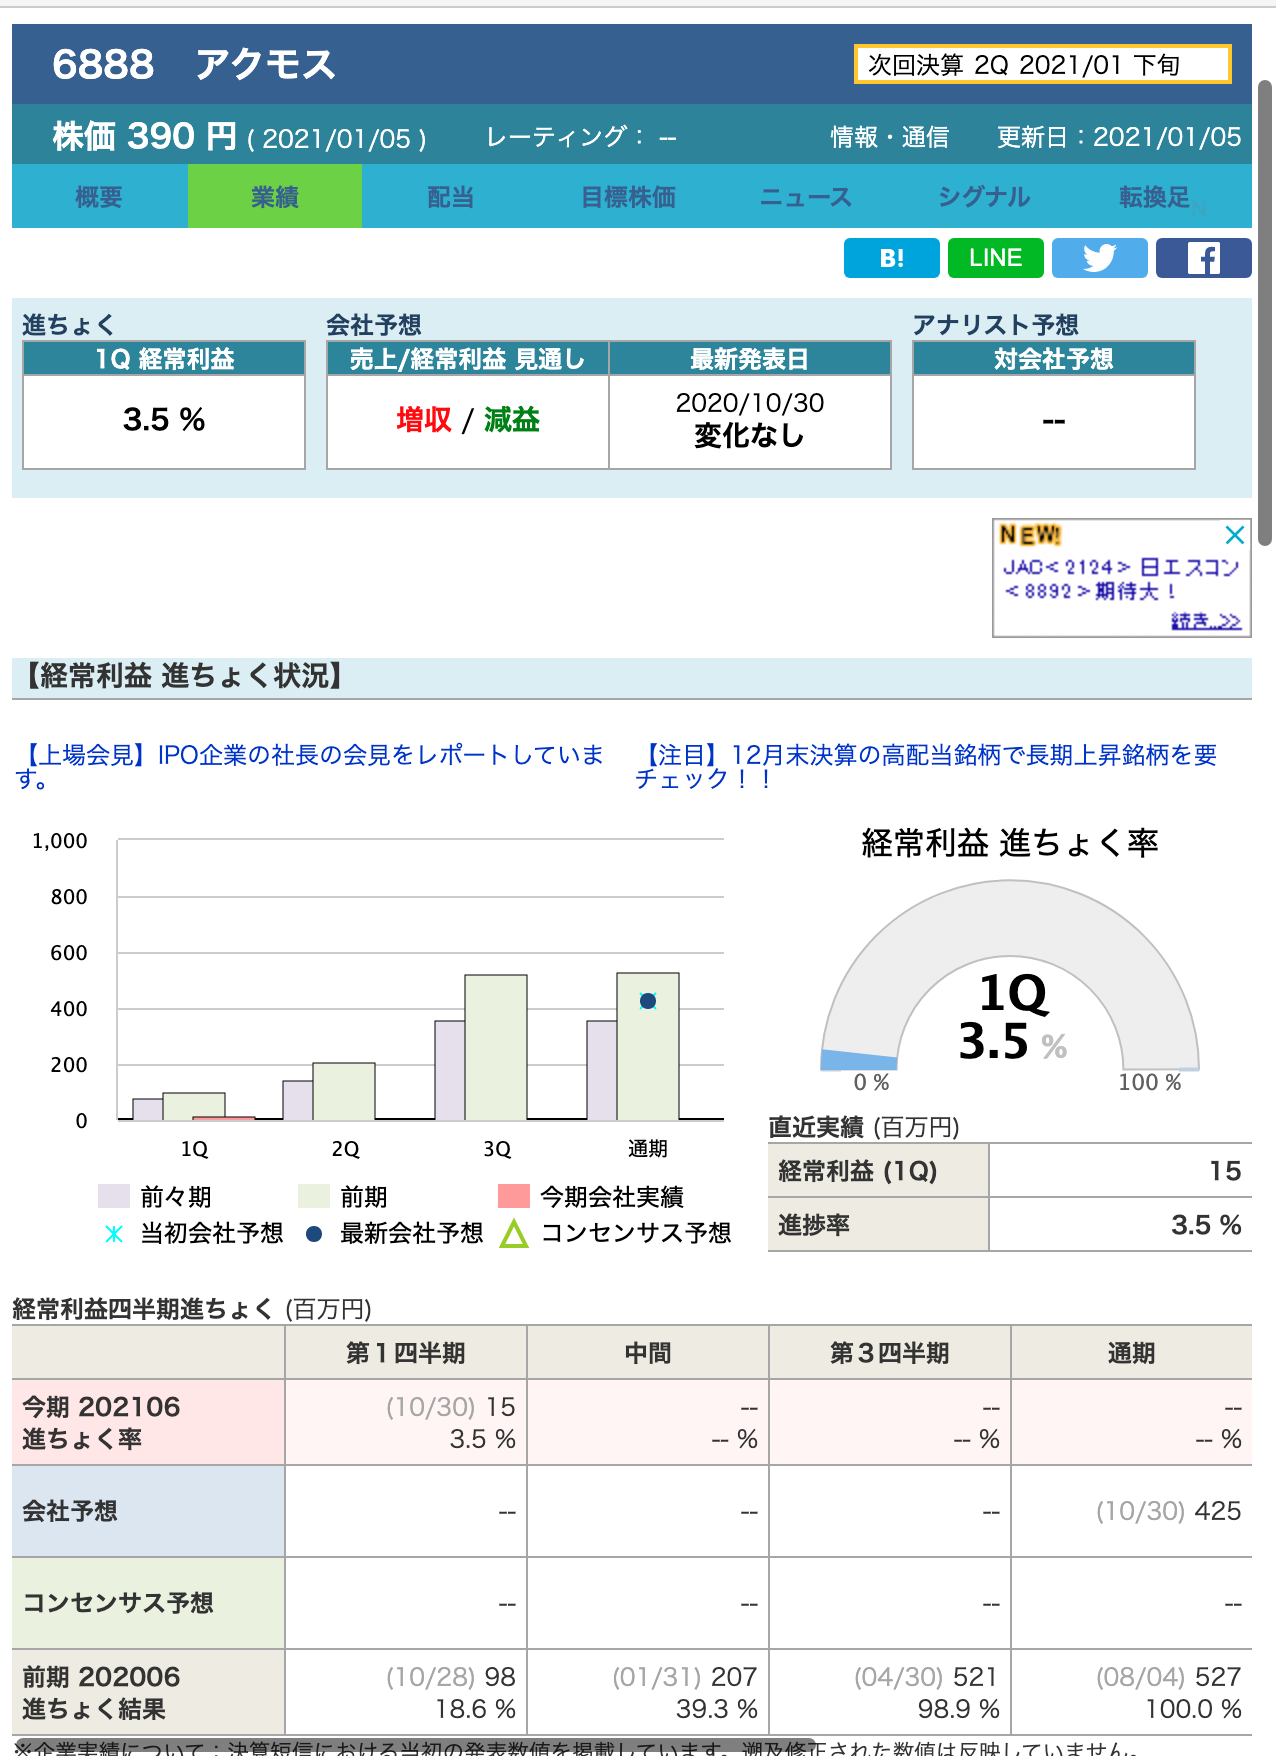 6888 アクモス
次回決算 2Q 2021/01 下旬
株価 390 円 ( 2021/01/05 ) レーティング： -- 情報・通信 更新日：2021/01/05
概要 業績 配当 目標株価 ニュース シグナル 転換足
B! LINE
進ちょく 会社予想 アナリスト予想
1Q 経常利益 売上/経常利益 見通し 最新発表日 対会社予想
3.5 % 増収 / 減益 2020/10/30 --
変化なし
NEW!
JAC<2124> 日エスコン
<8892>期待大！
続き..>>
【経常利益 進ちょく状況】
【上場会見】IPO企業の社長の会見をレポートしていま
す。
【注目】12月末決算の高配当銘柄で長期上昇銘柄を要
チェック！！
1,000
800
600
400
200
0
1Q 2Q 3Q 通期
前々期 前期 今期会社実績
当初会社予想 最新会社予想 コンセンサス予想
経常利益 進ちょく率
1Q
3.5 %
0 % 100 %
直近実績 (百万円)
経常利益 (1Q) 15
進捗率 3.5 %
経常利益四半期進ちょく (百万円)
第１四半期 中間 第３四半期 通期
今期 202106 (10/30) 15 -- -- --
進ちょく率 3.5 % -- % -- % -- %
会社予想 -- -- -- (10/30) 425
コンセンサス予想 -- -- -- --
前期 202006 (10/28) 98 (01/31) 207 (04/30) 521 (08/04) 527
進ちょく結果 18.6 % 39.3 % 98.9 % 100.0 %
※企業実績について：決算短信における当初の発表数値を掲載しています。遡及修正された数値は反映していません。